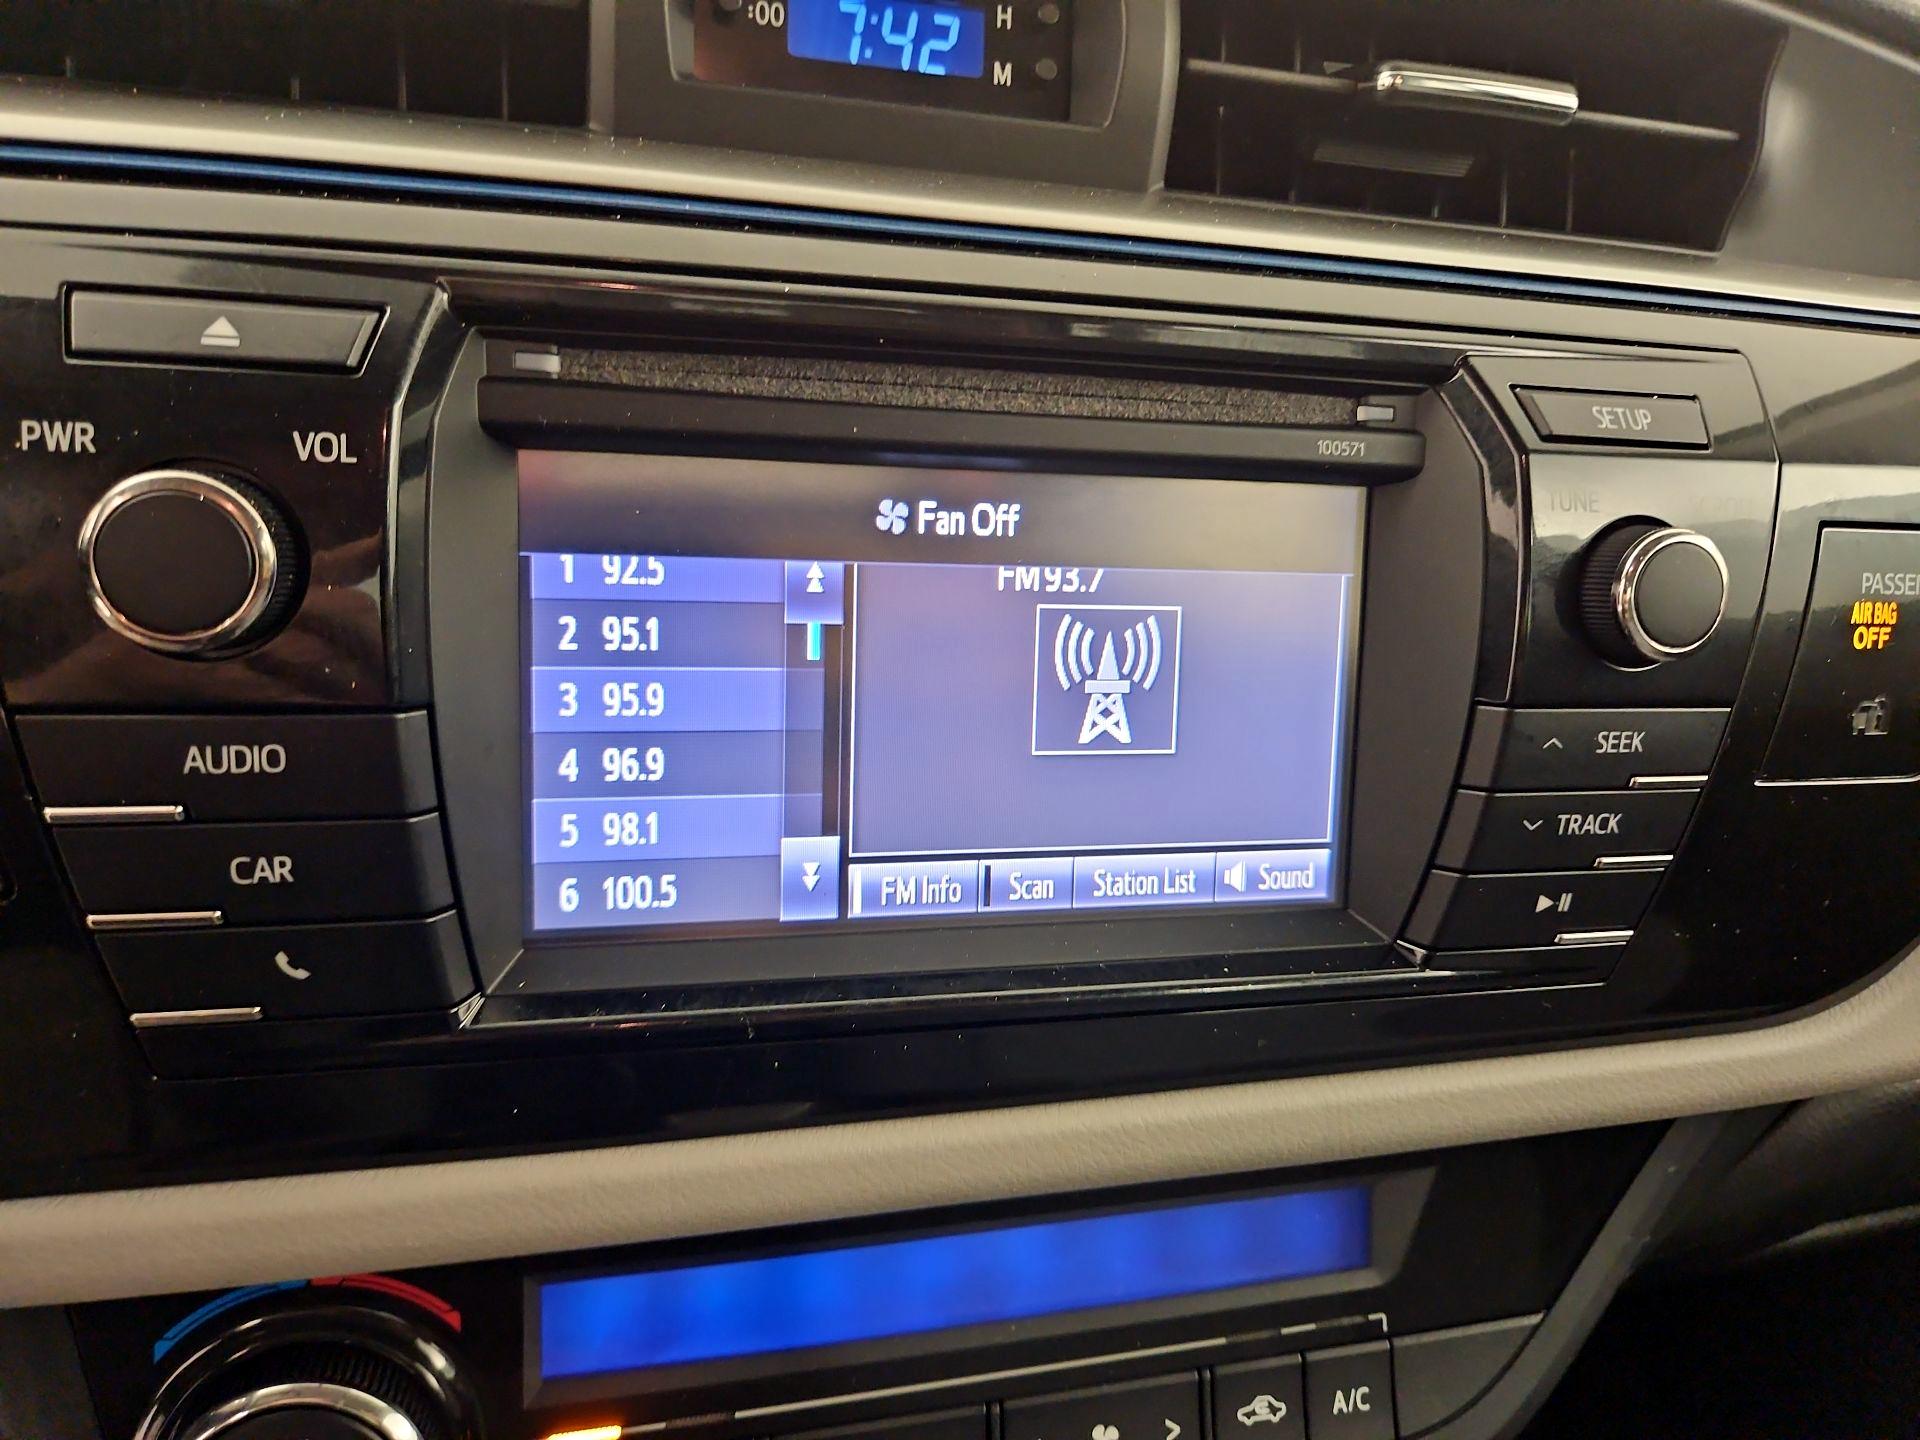 :00
7:42
H
M
PWR
VOL
100571
SETUP
TUNE
Fan Off
1 92.5
2 95.1
3 95.9
4 96.9
5 98.1
6 100.5
FM 93.7
FM Info
Scan
Station List
Sound
AUDIO
CAR
SEEK
TRACK
PASSE
AIR BAG
OFF
A/C